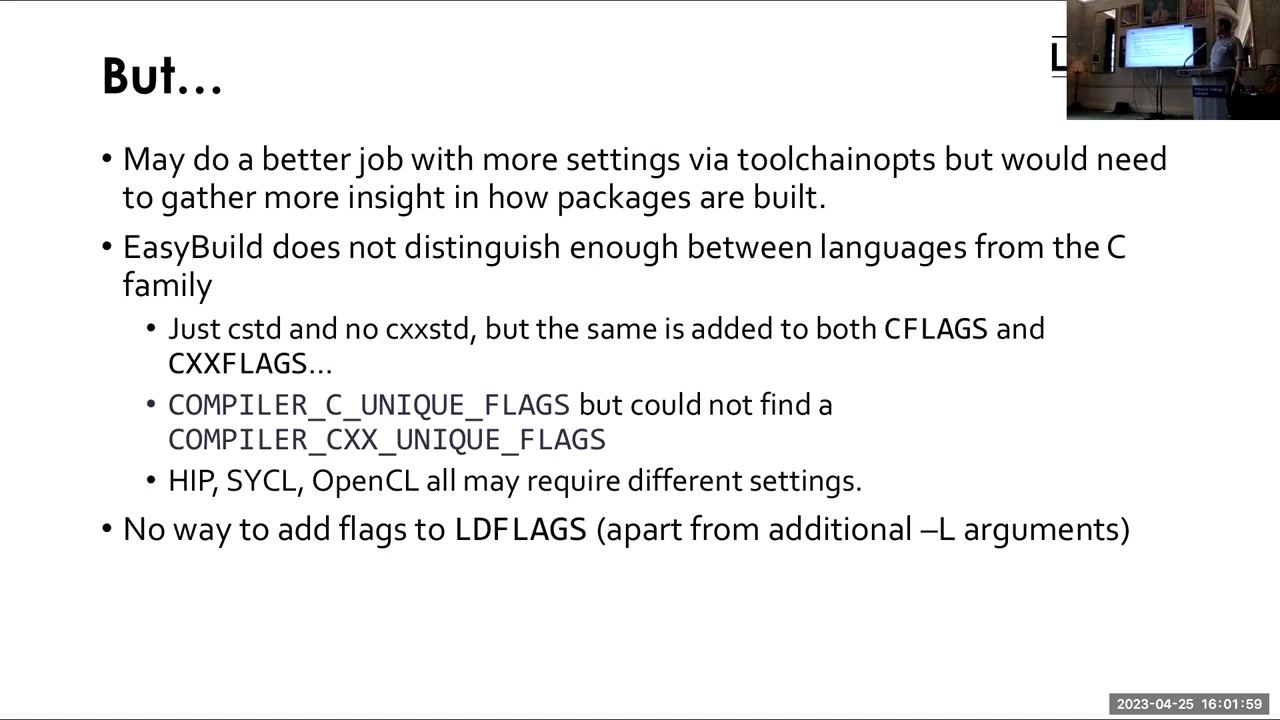 But...
L
• May do a better job with more settings via toolchainopts but would need
to gather more insight in how packages are built.
• EasyBuild does not distinguish enough between languages from the C
family
• Just cstd and no cxxstd, but the same is added to both CFLAGS and
CXXFLAGS...
• COMPILER_C_UNIQUE_FLAGS but could not find a
COMPILER_CXX_UNIQUE_FLAGS
• HIP, SYCL, OpenCL all may require different settings.
• No way to add flags to LDFLAGS (apart from additional –L arguments)
2023-04-25 16:01:59